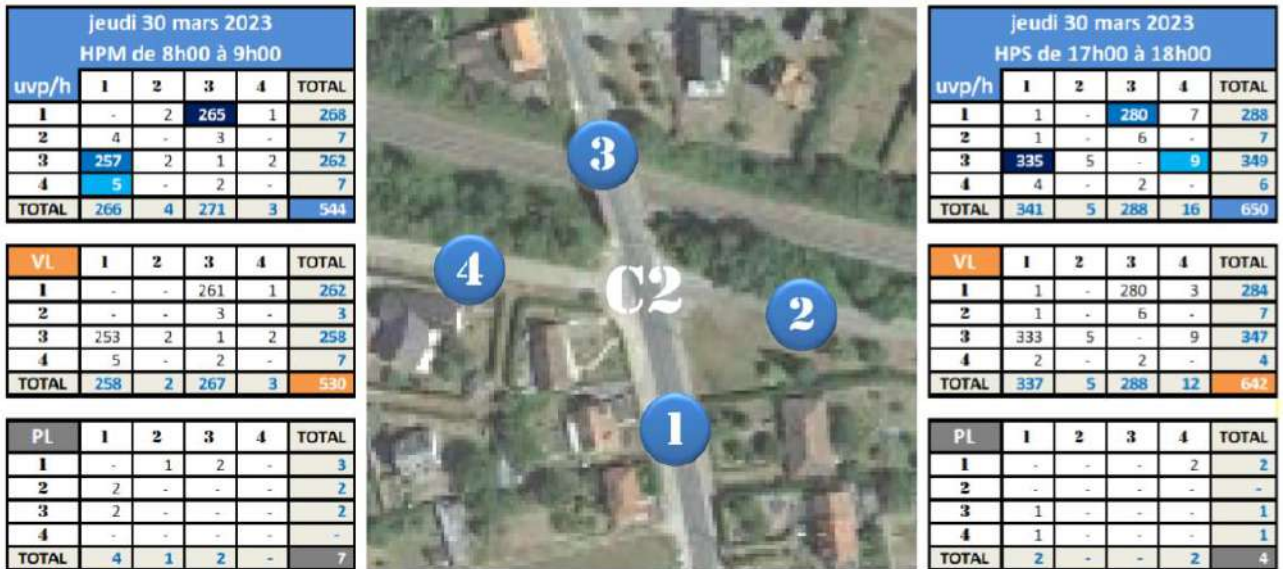 jeudi 30 mars 2023
HPM de 8h00 à 9h00
uvp/h 1 2 3 4 TOTAL
1 - 2 265 1 268
2 4 - 3 - 7
3 257 2 1 2 262
4 5 - 2 - 7
TOTAL 266 4 271 3 544
VL 1 2 3 4 TOTAL
1 - - 261 1 262
2 - - 3 - 3
3 253 2 1 2 258
4 5 - 2 - 7
TOTAL 258 2 267 3 530
PL 1 2 3 4 TOTAL
1 - 1 2 - 3
2 2 - - - 2
3 2 - - - 2
4 - - - - -
TOTAL 4 1 2 - 7
3
4
C2
2
1
jeudi 30 mars 2023
HPS de 17h00 à 18h00
uvp/h 1 2 3 4 TOTAL
1 1 - 280 7 288
2 1 - 6 - 7
3 335 5 - 9 349
4 4 - 2 - 6
TOTAL 341 5 288 16 650
VL 1 2 3 4 TOTAL
1 1 - 280 3 284
2 1 - 6 - 7
3 333 5 - 9 347
4 2 - 2 - 4
TOTAL 337 5 288 12 642
PL 1 2 3 4 TOTAL
1 - - - 2 2
2 - - - - -
3 1 - - - 1
4 1 - - - 1
TOTAL 2 - - 2 4